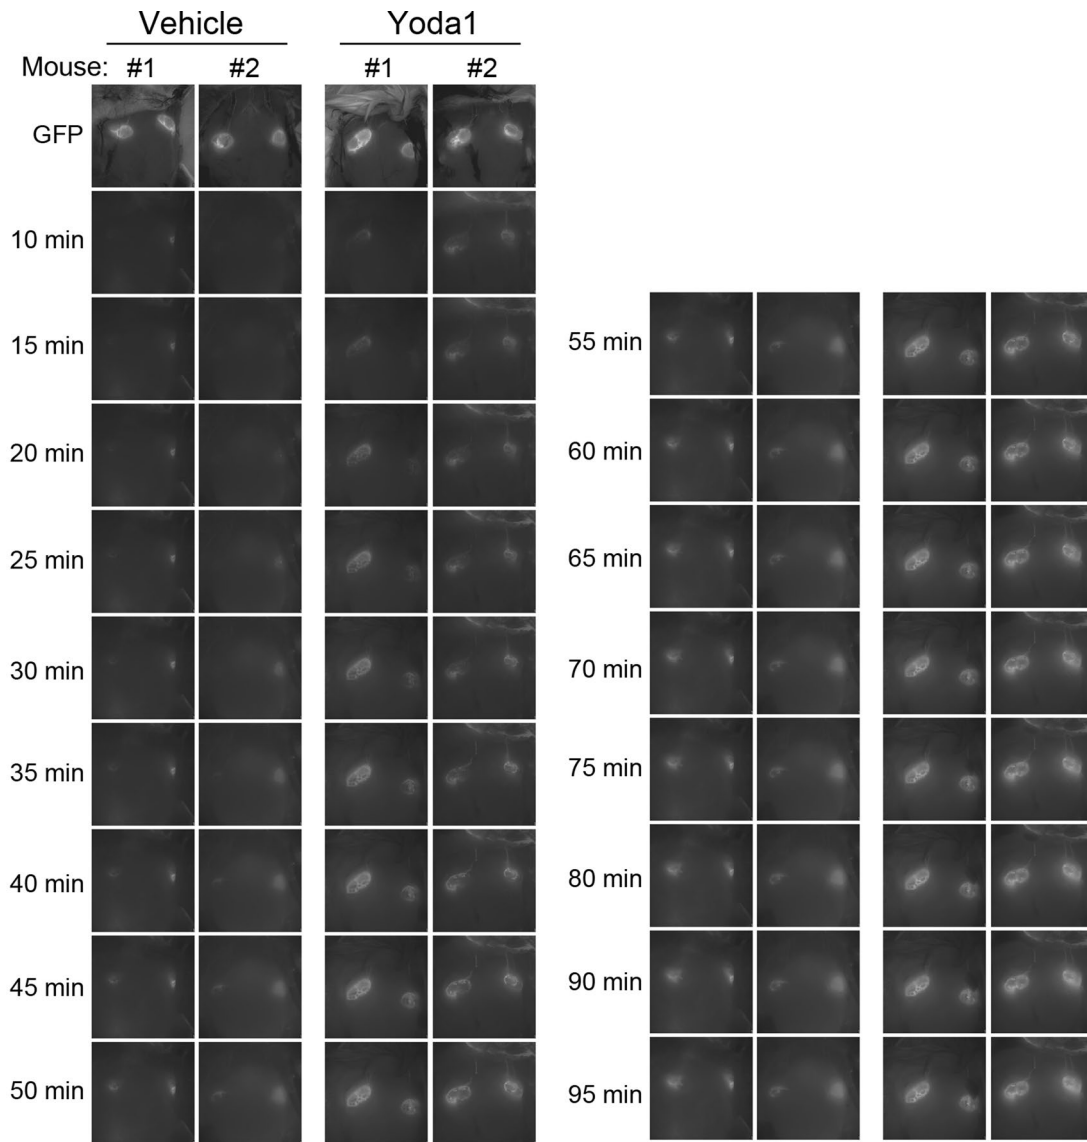 Vehicle Yoda1
Mouse: #1 #2 #1 #2
GFP
10 min
15 min
20 min
25 min
30 min
35 min
40 min
45 min
50 min
55 min
60 min
65 min
70 min
75 min
80 min
90 min
95 min